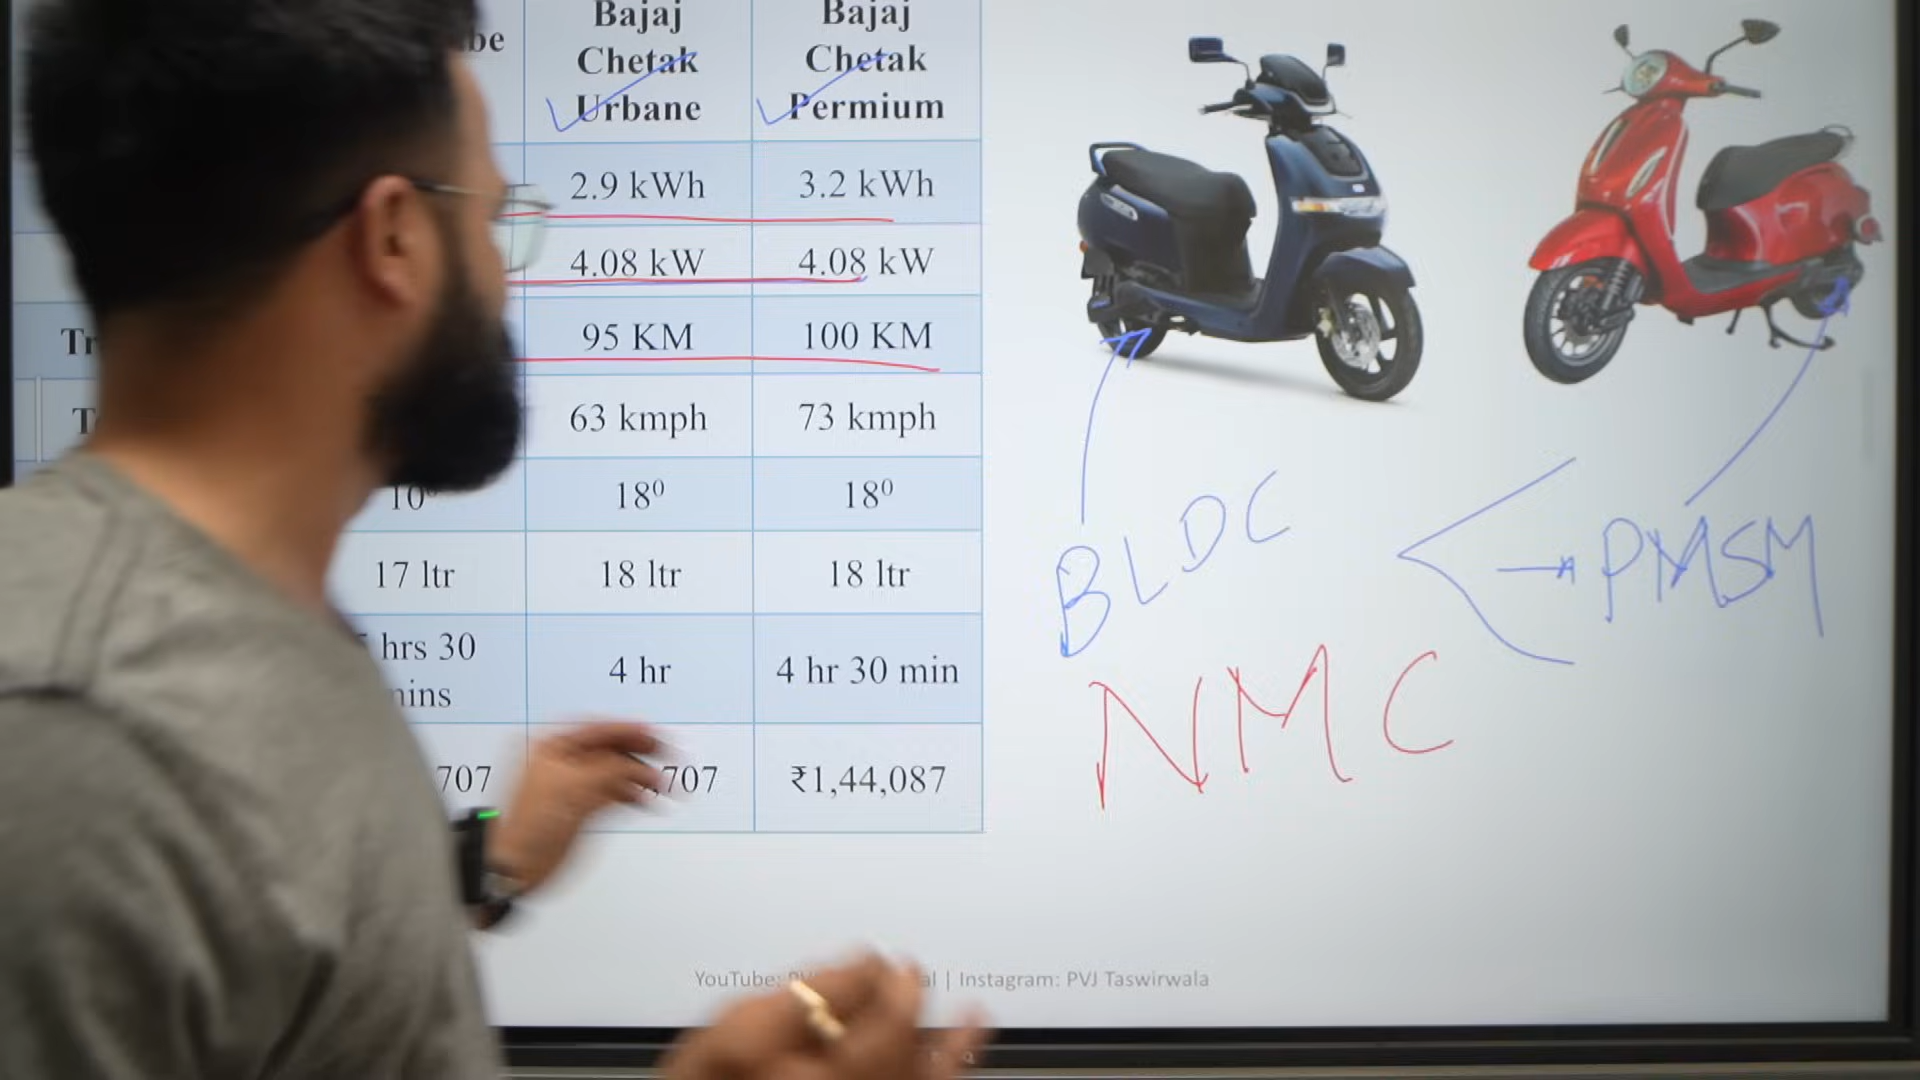 Bajaj
Chetak
Urbane
Bajaj
Chetak
Permium
2.9 kWh
3.2 kWh
4.08 kW
4.08 kW
95 KM
100 KM
63 kmph
73 kmph
10⁰
18⁰
18⁰
17 ltr
18 ltr
18 ltr
hrs 30
4 hr
4 hr 30 min
707
,707
₹1,44,087
BLDC
PMSM
NMC
YouTube: | Instagram: PVJ Taswirwala